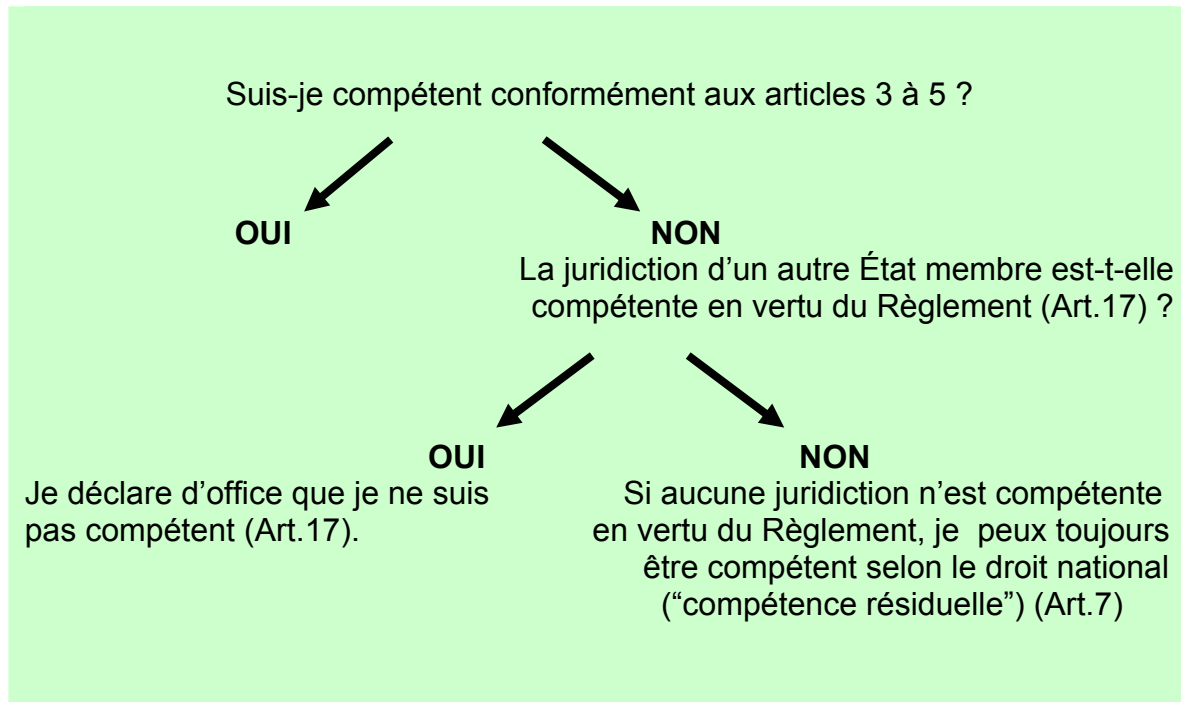 Suis-je compétent conformément aux articles 3 à 5 ?
OUI
NON
La juridiction d’un autre État membre est-t-elle
compétente en vertu du Règlement (Art.17) ?
OUI
Je déclare d’office que je ne suis
pas compétent (Art.17).
NON
Si aucune juridiction n’est compétente
en vertu du Règlement, je peux toujours
être compétent selon le droit national
(“compétence résiduelle”) (Art.7)